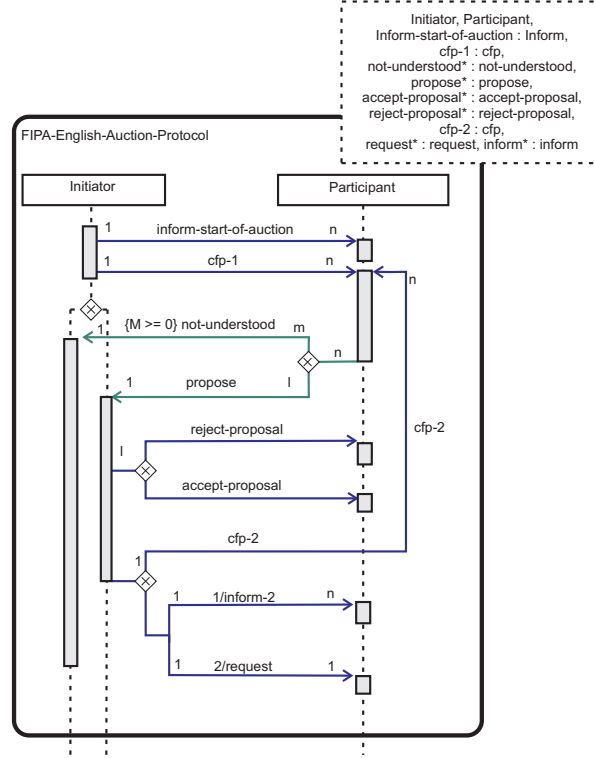 Initiator, Participant,
Inform-start-of-auction : Inform,
cfp-1 : cfp,
not-understood* : not-understood,
propose* : propose,
accept-proposal* : accept-proposal,
reject-proposal* : reject-proposal,
cfp-2 : cfp,
request* : request, inform* : inform
FIPA-English-Auction-Protocol
Initiator
Participant
1
inform-start-of-auction
n
1
cfp-1
n
n
1
{M >= 0} not-understood
m
n
1
propose
l
reject-proposal
cfp-2
l
accept-proposal
cfp-2
1
1
1/inform-2
n
1
2/request
1